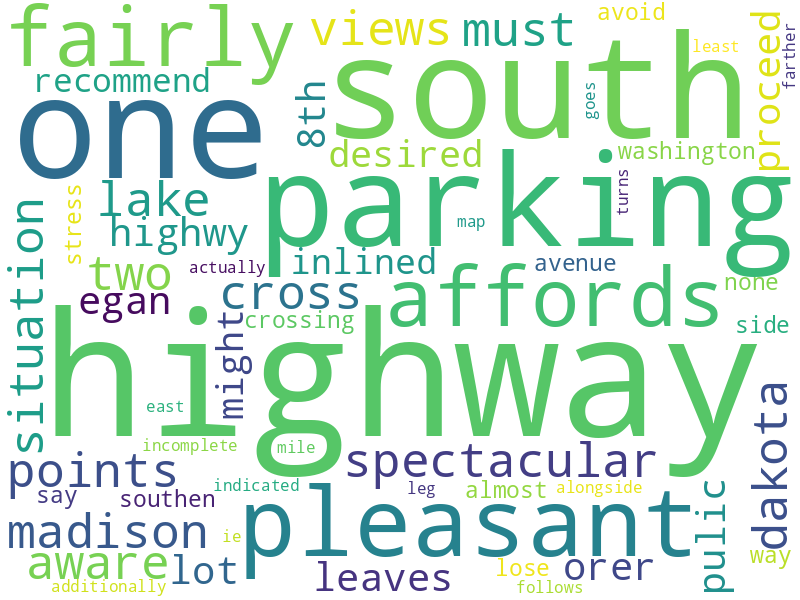 avoid
fairly
views
must
least
farther
recommend
one
8th
south
goes
proceed
desired
washington
parking
turns
stress
lake
highwy
map
situation
two
actually
inlined
avenue
none
egan
cross
affords
crossing
side
might
highway
east
incomplete
mile
dakota
points
spectacular
say
southen
indicated
leg
almost
alongside
pulic
madison
pleasant
ie
way
aware
lot
leaves
lose
orer
additionally
follows